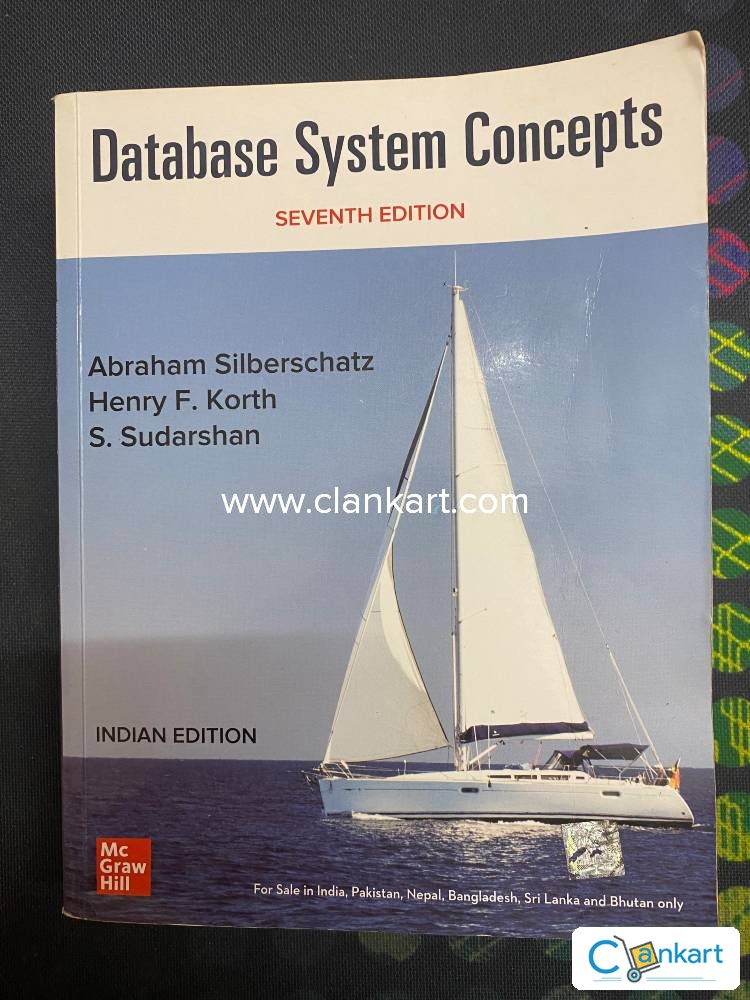 Database System Concepts
SEVENTH EDITION
Abraham Silberschatz
Henry F. Korth
S. Sudarshan
www.clankart.com
INDIAN EDITION
Mc
Graw
Hill
For Sale in India, Pakistan, Nepal, Bangladesh, Sri Lanka and Bhutan only
Clankart